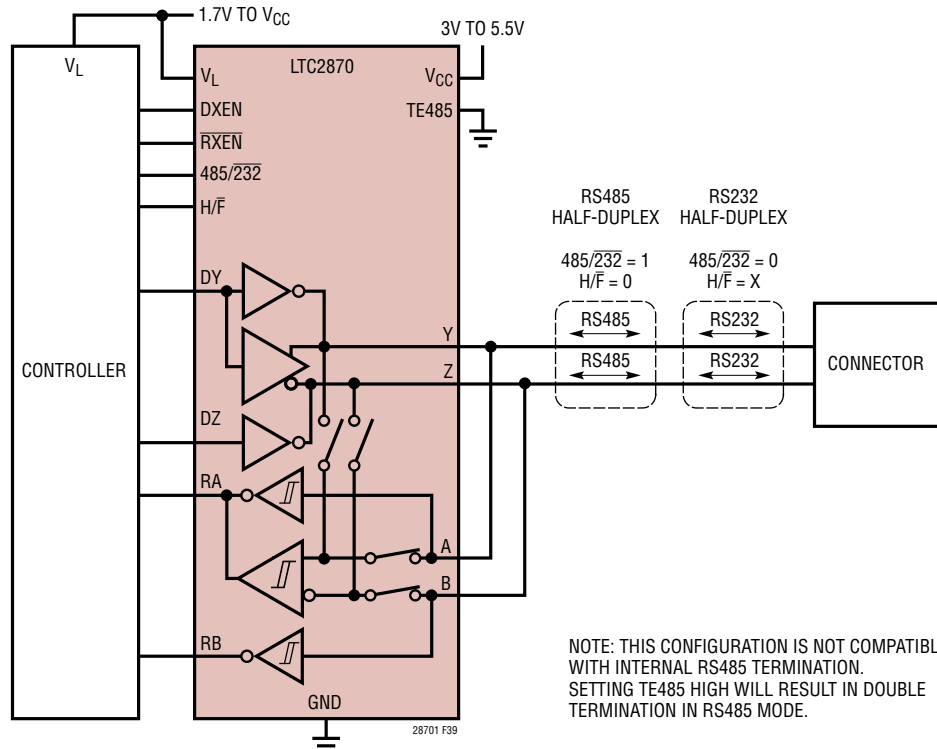 1.7V TO VCC
3V TO 5.5V
VL
LTC2870
VL
VCC
DXEN
TE485
RXEN
485/232
H/F
RS485
HALF-DUPLEX
485/232 = 1
H/F = 0
RS232
HALF-DUPLEX
485/232 = 0
H/F = X
DY
RS485
RS232
Y
RS485
RS232
CONTROLLER
Z
CONNECTOR
DZ
RA
A
B
RB
GND
28701 F39
NOTE: THIS CONFIGURATION IS NOT COMPATIBL
WITH INTERNAL RS485 TERMINATION.
SETTING TE485 HIGH WILL RESULT IN DOUBLE
TERMINATION IN RS485 MODE.